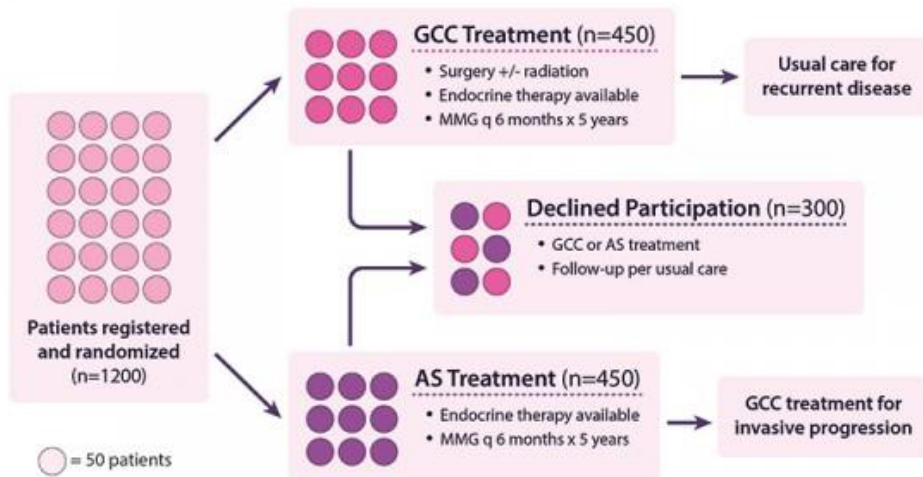 GCC Treatment (n=450)
• Surgery +/- radiation
• Endocrine therapy available
• MMG q 6 months x 5 years
Usual care for
recurrent disease
Declined Participation (n=300)
• GCC or AS treatment
• Follow-up per usual care
Patients registered
and randomized
(n=1200)
AS Treatment (n=450)
• Endocrine therapy available
• MMG q 6 months x 5 years
GCC treatment for
invasive progression
= 50 patients